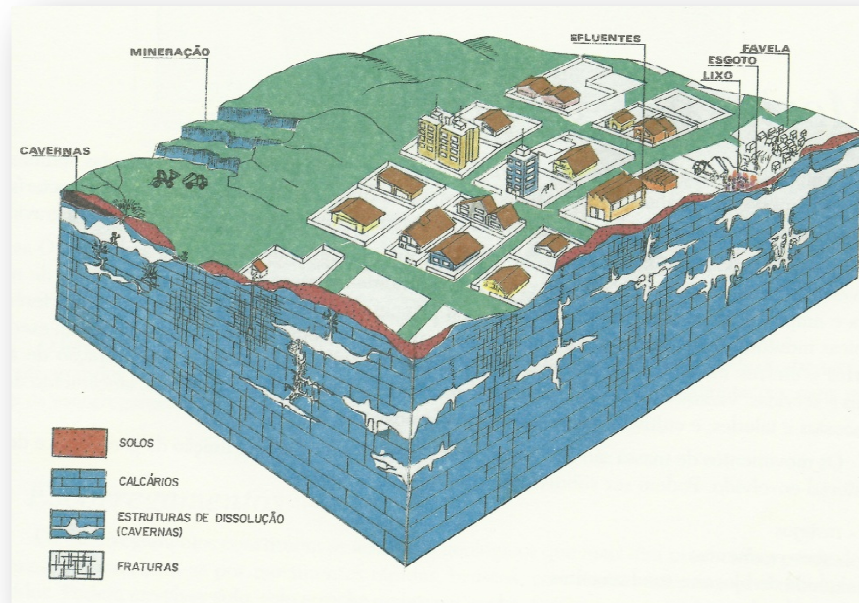 MINERAÇÃO
EFLUENTES
FAVELA
ESGOTO
LIXO
CAVERNAS
SOLOS
CALCÁRIOS
ESTRUTURAS DE DISSOLUÇÃO
(CAVERNAS)
FRATURAS